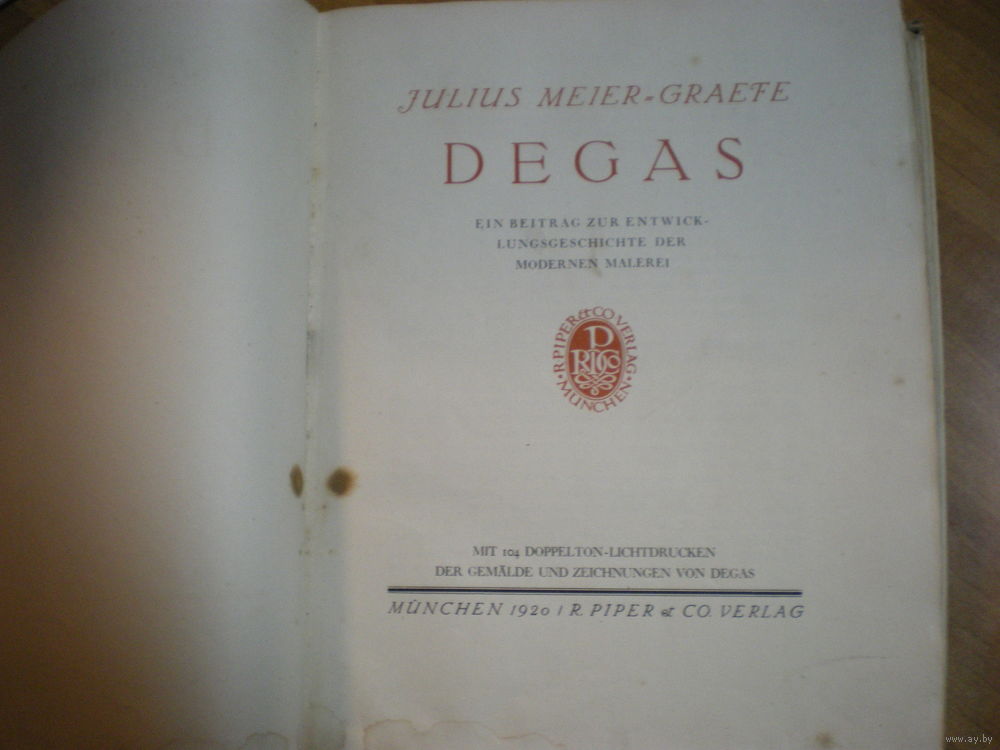 JULIUS MEIER-GRAEFE
DEGAS
EIN BEITRAG ZUR ENTWICK-
LUNGSGESCHICHTE DER
MODERNEN MALEREI
R PIPER & CO VERLAG
P
R P & Co
• MÜNCHEN •
MIT 104 DOPPELTON-LICHTDRUCKEN
DER GEMÄLDE UND ZEICHNUNGEN VON DEGAS
MÜNCHEN 1920 / R. PIPER & CO. VERLAG
www.ay.by